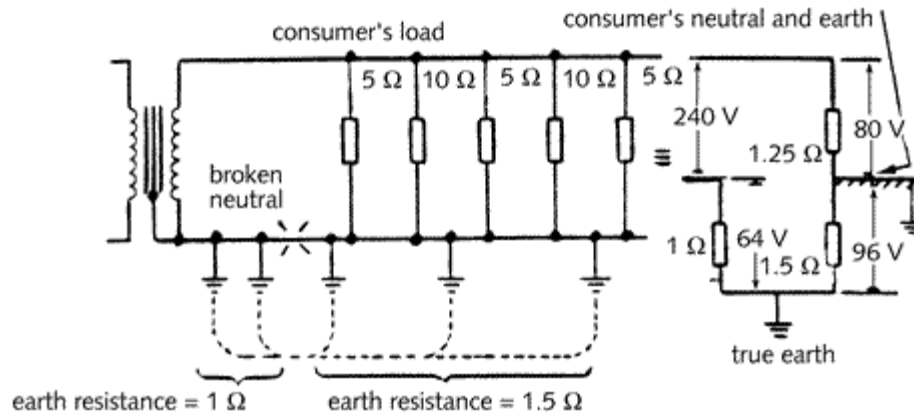 consumer's neutral and earth
consumer's load
5 Ω 10 Ω 5 Ω 10 Ω 5 Ω
240 V
80 V
1.25 Ω
broken
neutral
1 Ω
64 V
1.5 Ω
96 V
true earth
earth resistance = 1 Ω
earth resistance = 1.5 Ω